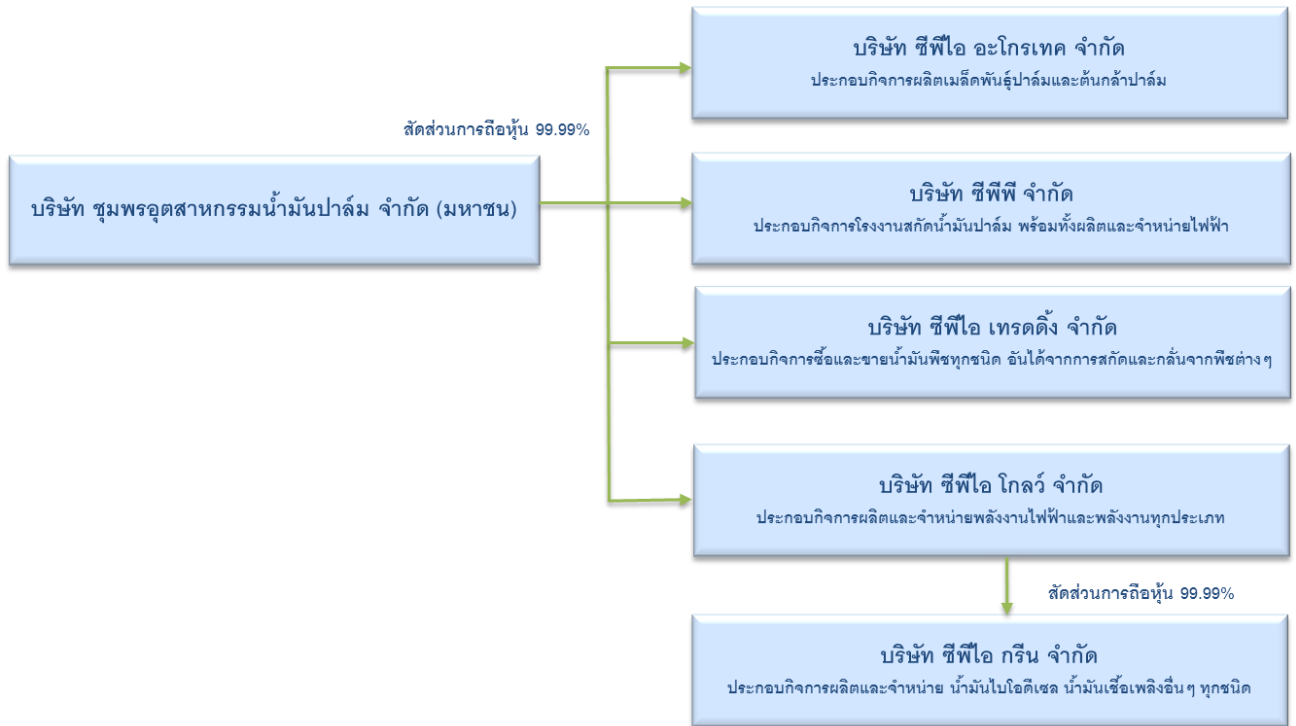 บริษัท ซีพีไอ อะโกรเทค จำกัด
ประกอบกิจการผลิตเมล็ดพันธุ์ปาล์มและต้นกล้าปาล์ม
สัดส่วนการถือหุ้น 99.99%
บริษัท ชุมพรอุตสาหกรรมน้ำมันปาล์ม จำกัด (มหาชน)
บริษัท ซีพีพี จำกัด
ประกอบกิจการโรงงานสกัดน้ำมันปาล์ม พร้อมทั้งผลิตและจำหน่ายไฟฟ้า
บริษัท ซีพีไอ เทรดดิ้ง จำกัด
ประกอบกิจการซื้อและขายน้ำมันพืชทุกชนิด อันได้จากการสกัดและกลั่นจากพืชต่างๆ
บริษัท ซีพีไอ โกลว์ จำกัด
ประกอบกิจการผลิตและจำหน่ายพลังงานไฟฟ้าและพลังงานทุกประเภท
สัดส่วนการถือหุ้น 99.99%
บริษัท ซีพีไอ กรีน จำกัด
ประกอบกิจการผลิตและจำหน่าย น้ำมันไบโอดีเซล น้ำมันเชื้อเพลิงอื่นๆ ทุกชนิด